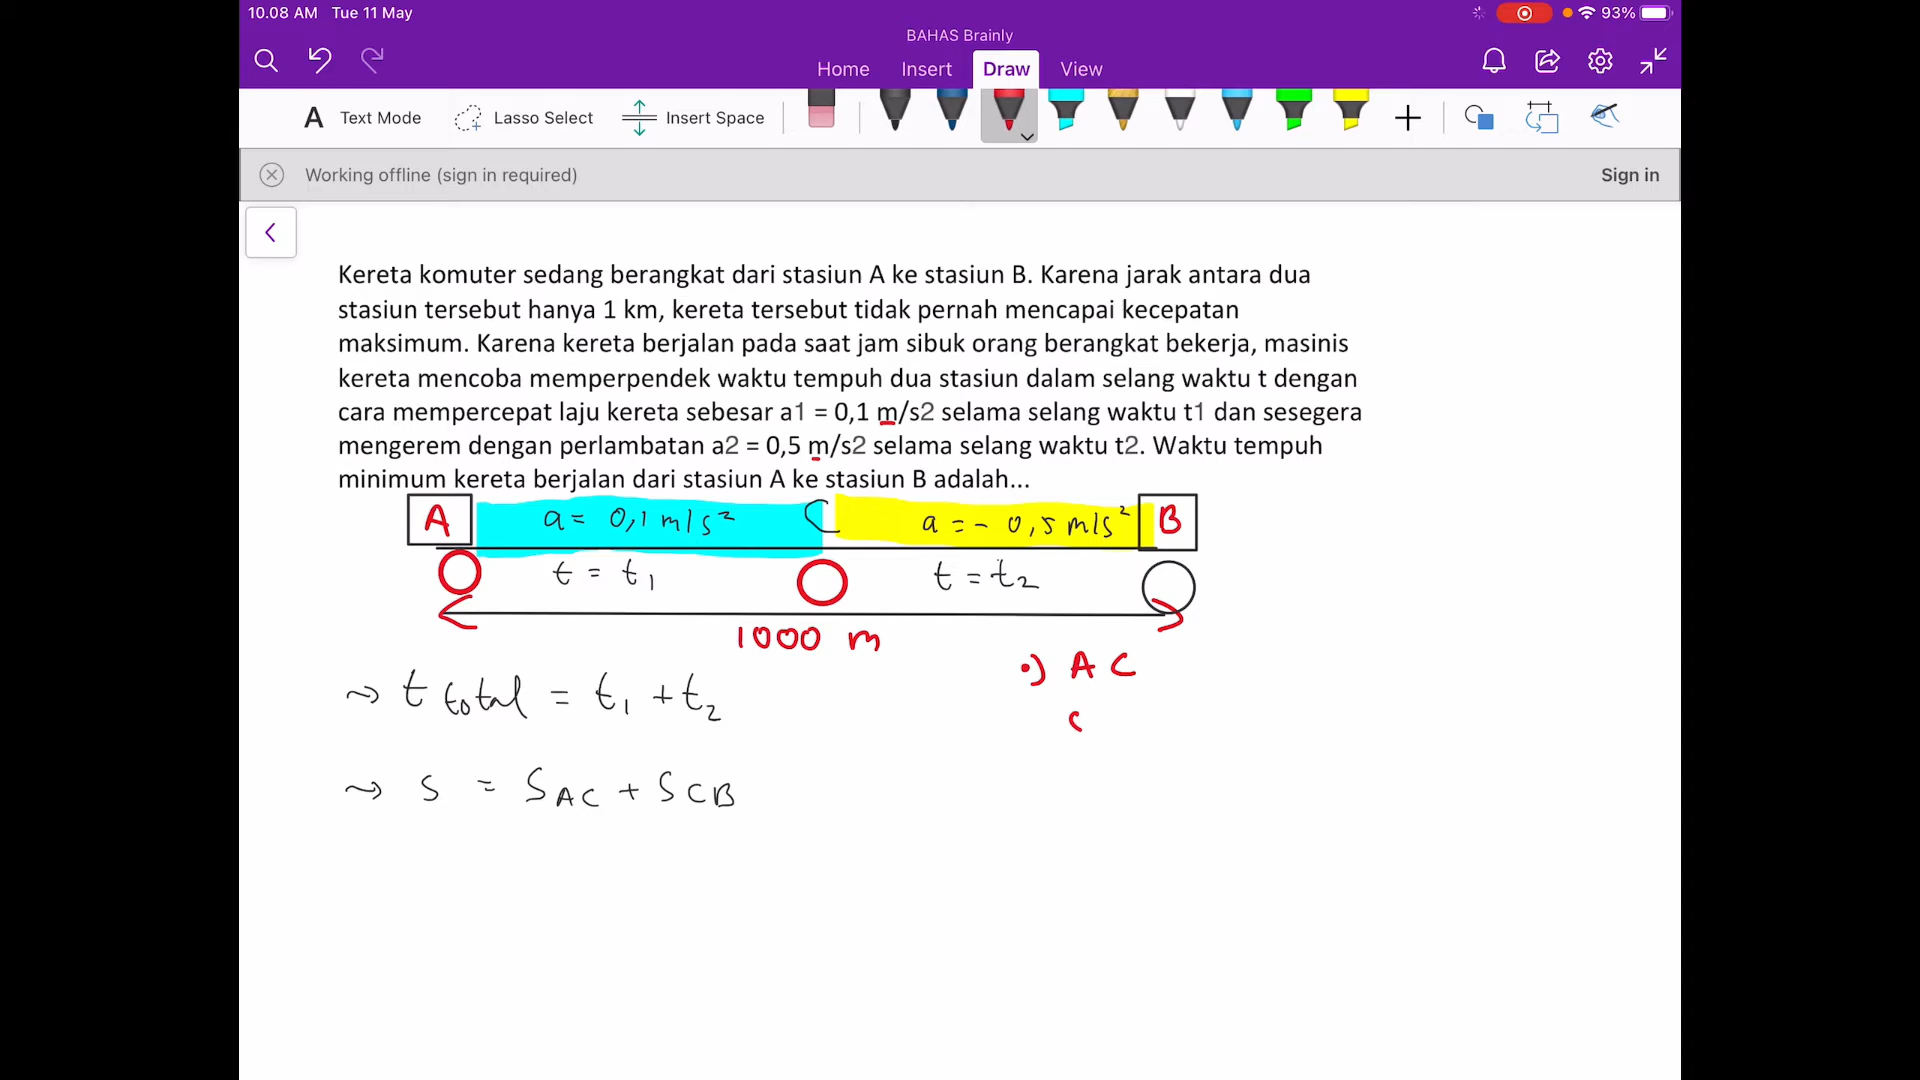 10.08 AM Tue 11 May
93%
BAHAS Brainly
Home Insert Draw View
A Text Mode Lasso Select Insert Space
Working offline (sign in required) Sign in
Kereta komuter sedang berangkat dari stasiun A ke stasiun B. Karena jarak antara dua
stasiun tersebut hanya 1 km, kereta tersebut tidak pernah mencapai kecepatan
maksimum. Karena kereta berjalan pada saat jam sibuk orang berangkat bekerja, masinis
kereta mencoba memperpendek waktu tempuh dua stasiun dalam selang waktu t dengan
cara mempercepat laju kereta sebesar a1 = 0,1 m/s2 selama selang waktu t1 dan sesegera
mengerem dengan perlambatan a2 = 0,5 m/s2 selama selang waktu t2. Waktu tempuh
minimum kereta berjalan dari stasiun A ke stasiun B adalah...
A a = 0,1 m/s² C a = - 0,5 m/s² B
t = t₁ t = t₂
1000 m
•) A C
C
~> t total = t₁ + t₂
~> s = S AC + S CB